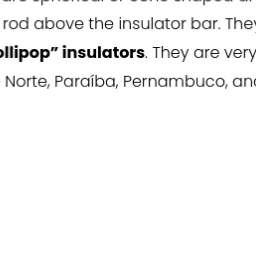 rod above the insulator bar. They
ollipop” insulators. They are very
Norte, Paraíba, Pernambuco, and